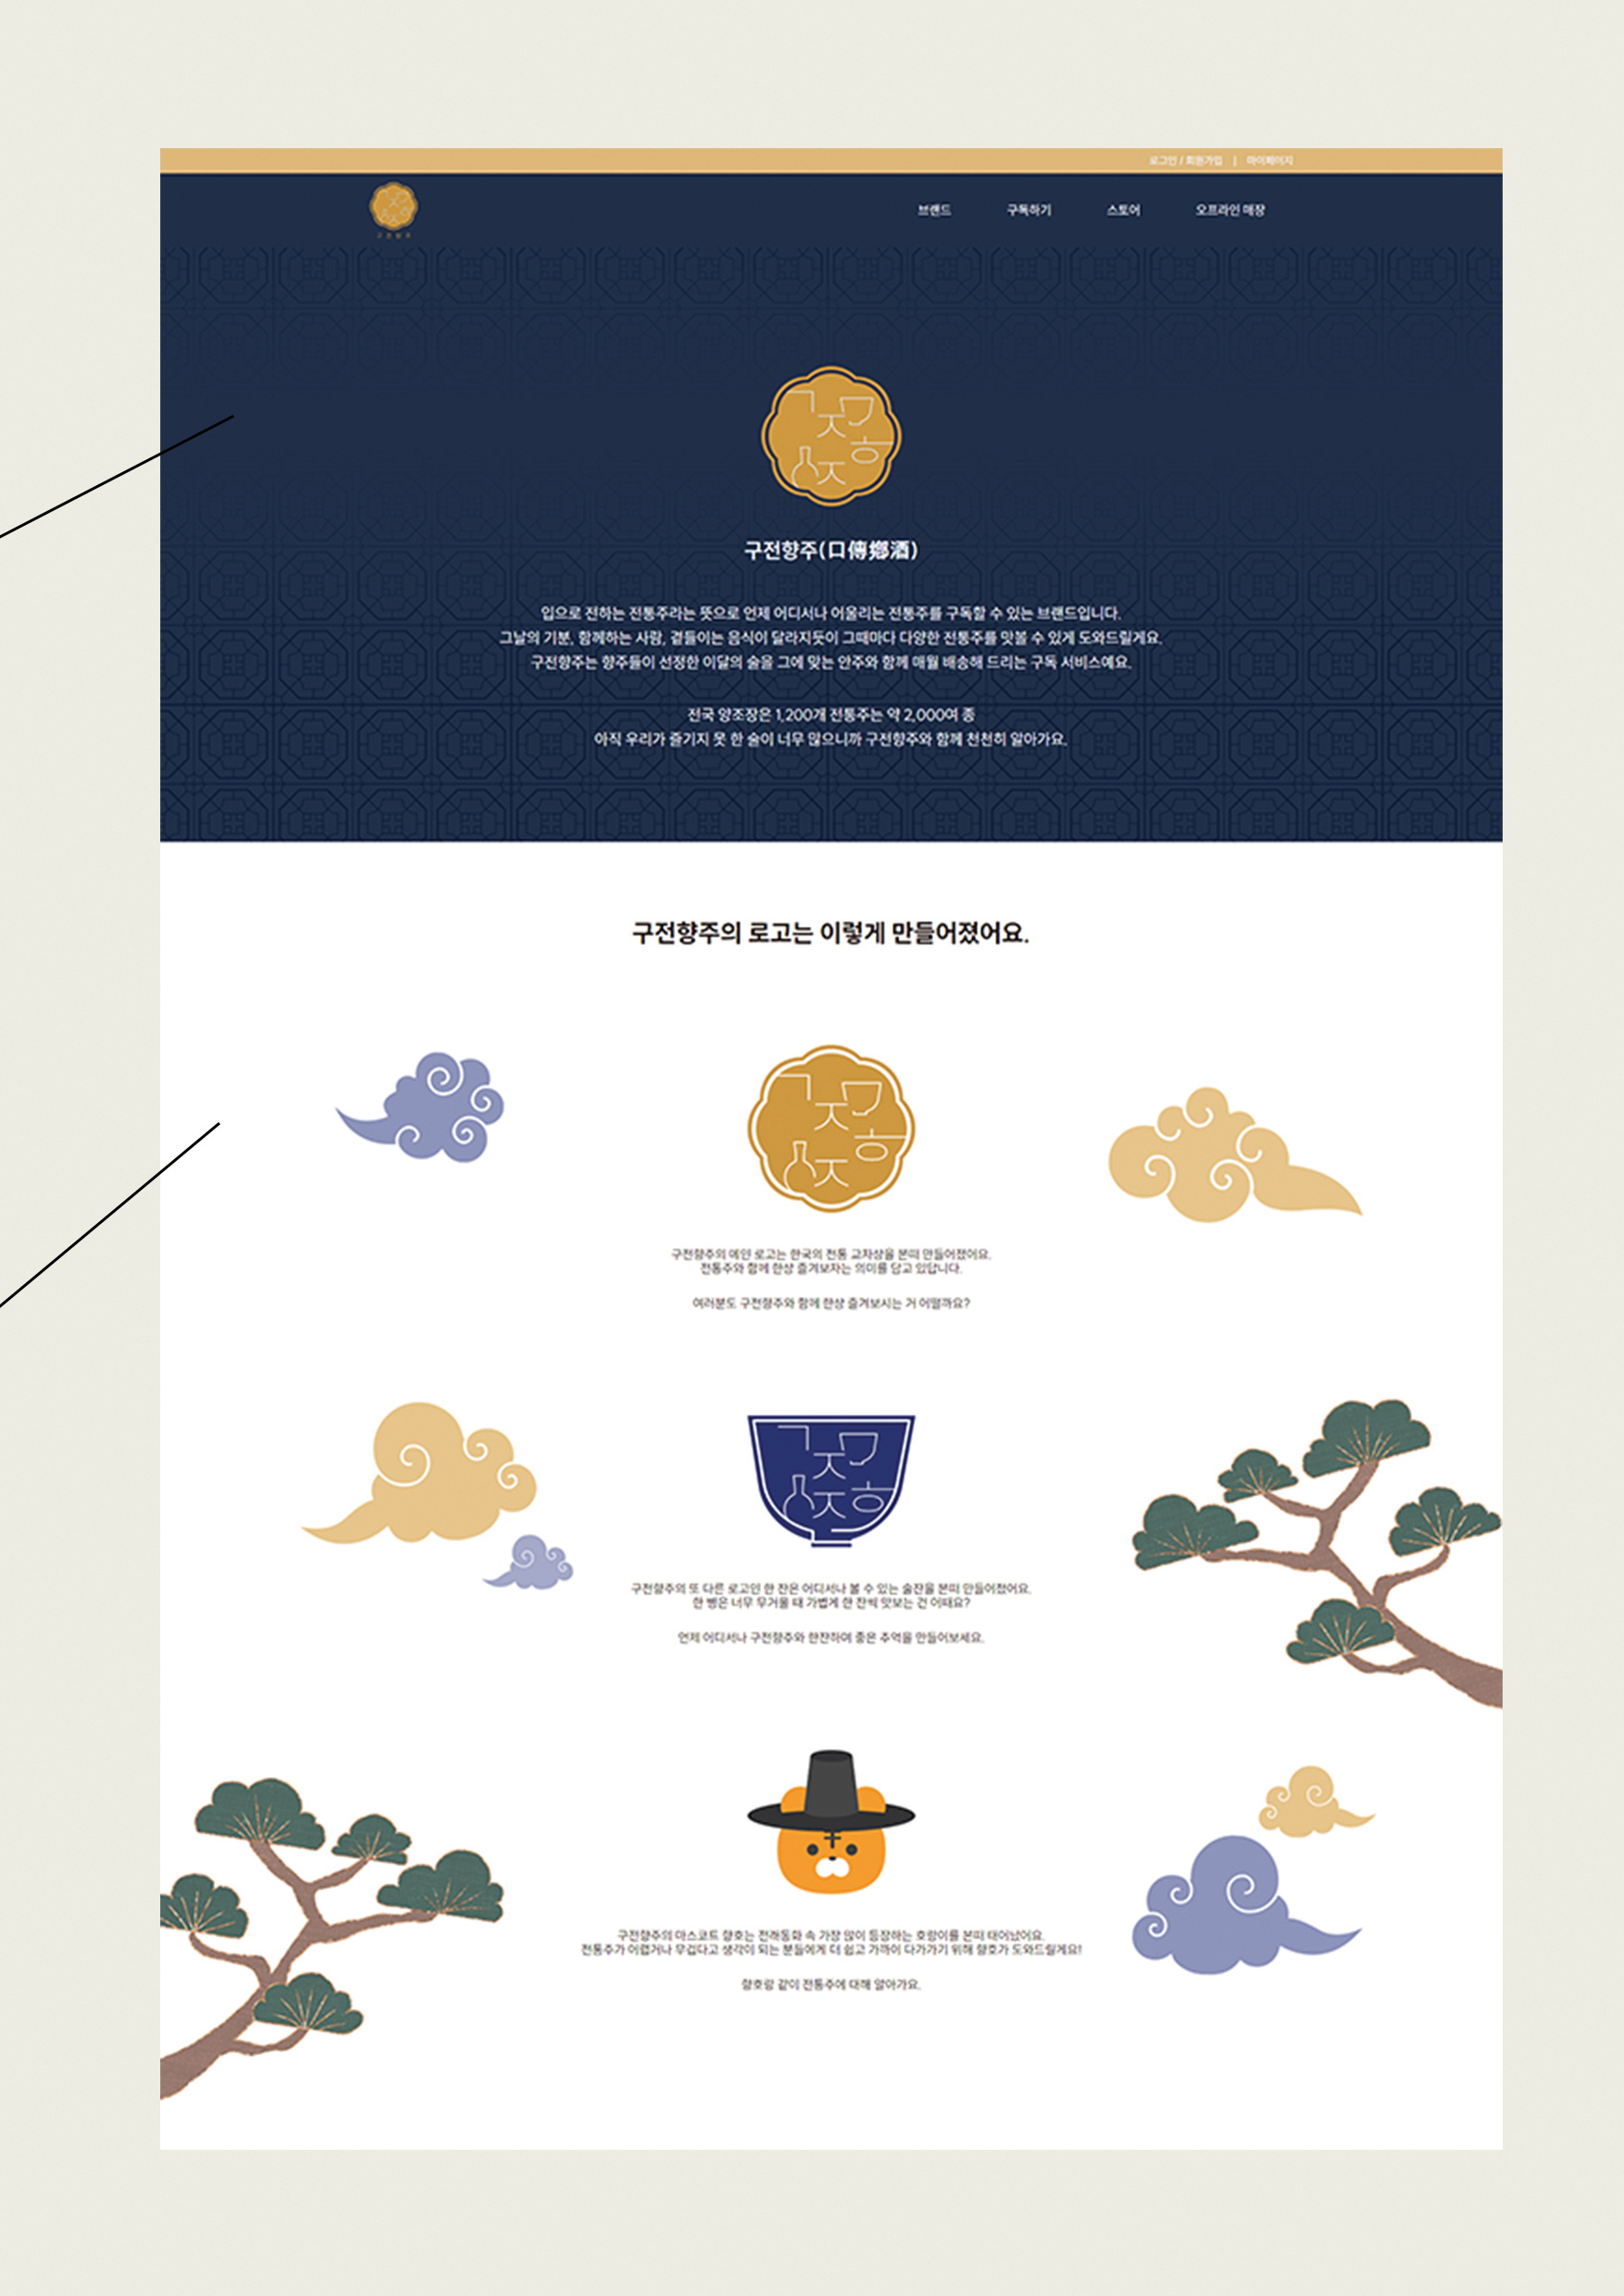 로그인 / 회원가입 | 마이페이지
구전향주
브랜드 구독하기 스토어 오프라인 매장
구전향주(口傳鄕酒)
입으로 전하는 전통주라는 뜻으로 언제 어디서나 어울리는 전통주를 구독할 수 있는 브랜드입니다.
그날의 기분, 함께하는 사람, 곁들이는 음식이 달라지듯이 그때마다 다양한 전통주를 맛볼 수 있게 도와드릴게요.
구전향주는 향주들이 선정한 이달의 술을 그에 맞는 안주와 함께 매월 배송해 드리는 구독 서비스예요.
전국 양조장은 1,200개 전통주는 약 2,000여 종
아직 우리가 즐기지 못 한 술이 너무 많으니까 구전향주와 함께 천천히 알아가요.
구전향주의 로고는 이렇게 만들어졌어요.
구전향주의 메인 로고는 한국의 전통 교자상을 본떠 만들어졌어요.
전통주와 함께 한상 즐겨보자는 의미를 담고 있답니다.
여러분도 구전향주와 함께 한상 즐겨보시는 거 어떨까요?
구전향주의 또 다른 로고인 한 잔은 어디서나 볼 수 있는 술잔을 본떠 만들어졌어요.
한 병은 너무 무거울 때 가볍게 한 잔씩 맛보는 건 어때요?
언제 어디서나 구전향주와 한잔하며 좋은 추억을 만들어보세요.
구전향주의 마스코트 향호는 전래동화 속 가장 많이 등장하는 호랑이를 본떠 태어났어요.
전통주가 어렵거나 무겁다고 생각이 되는 분들에게 더 쉽고 가까이 다가가기 위해 향호가 도와드릴게요!
향호랑 같이 전통주에 대해 알아가요.